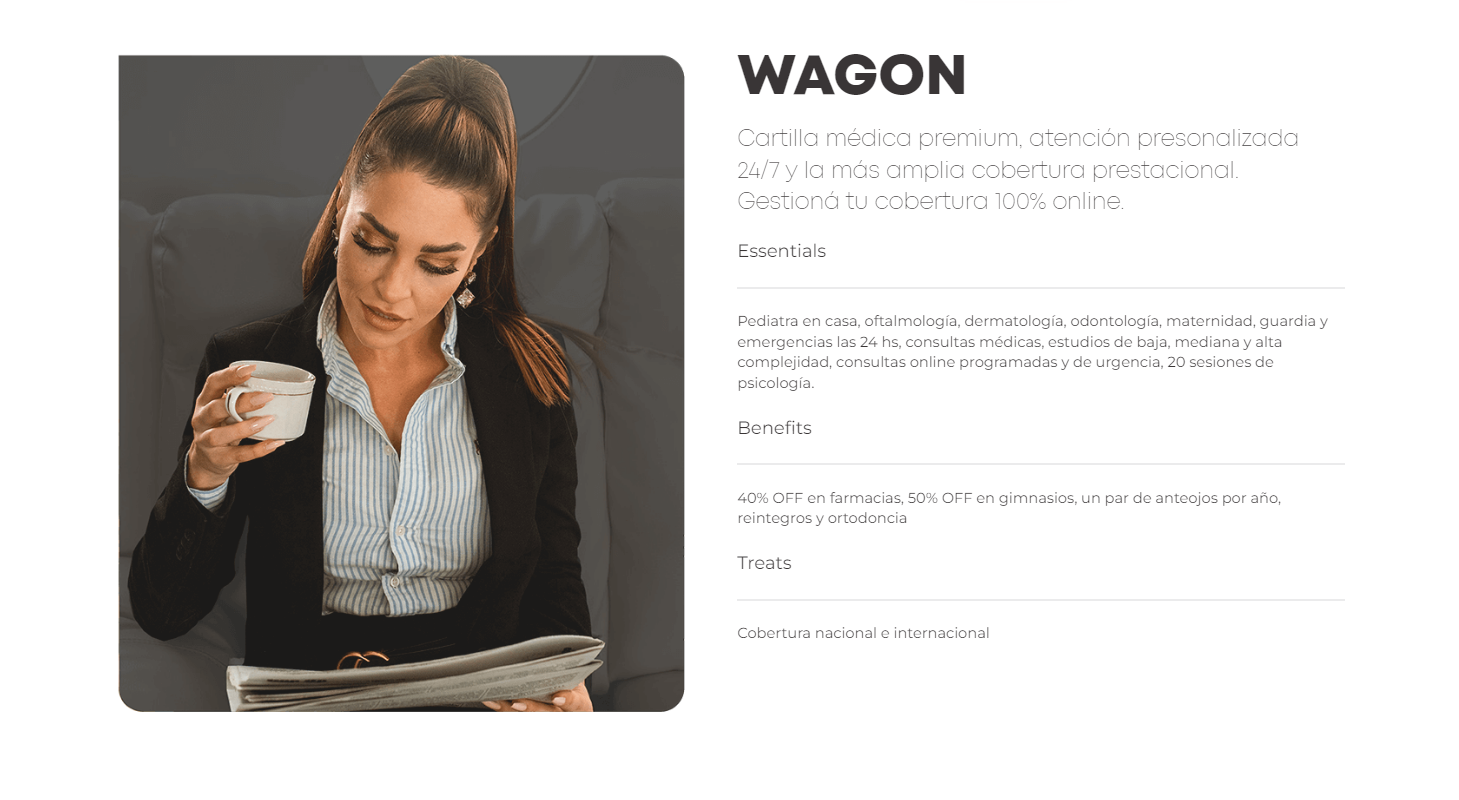 WAGON
Cartilla médica premium, atención presonalizada
24/7 y la más amplia cobertura prestacional.
Gestioná tu cobertura 100% online.
Essentials
Pediatra en casa, oftalmología, dermatología, odontología, maternidad, guardia y
emergencias las 24 hs, consultas médicas, estudios de baja, mediana y alta
complejidad, consultas online programadas y de urgencia, 20 sesiones de
psicología.
Benefits
40% OFF en farmacias, 50% OFF en gimnasios, un par de anteojos por año,
reintegros y ortodoncia
Treats
Cobertura nacional e internacional